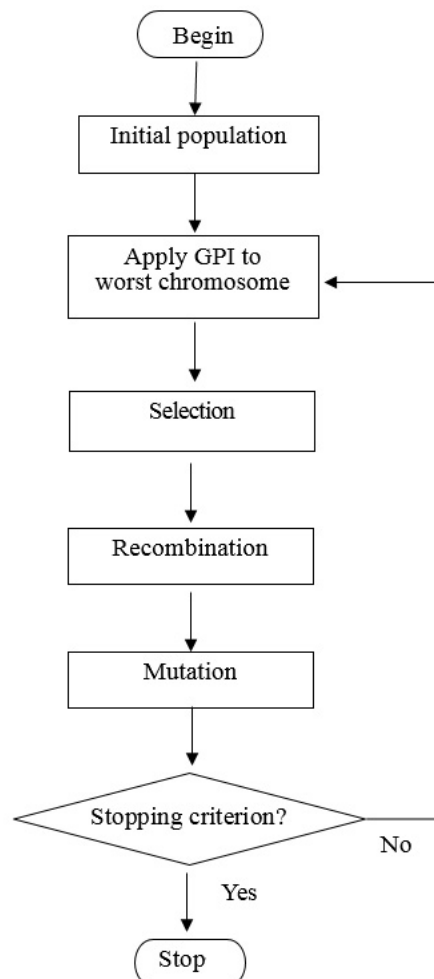 Begin
Initial population
Apply GPI to
worst chromosome
Selection
Recombination
Mutation
Stopping criterion?
No
Yes
Stop